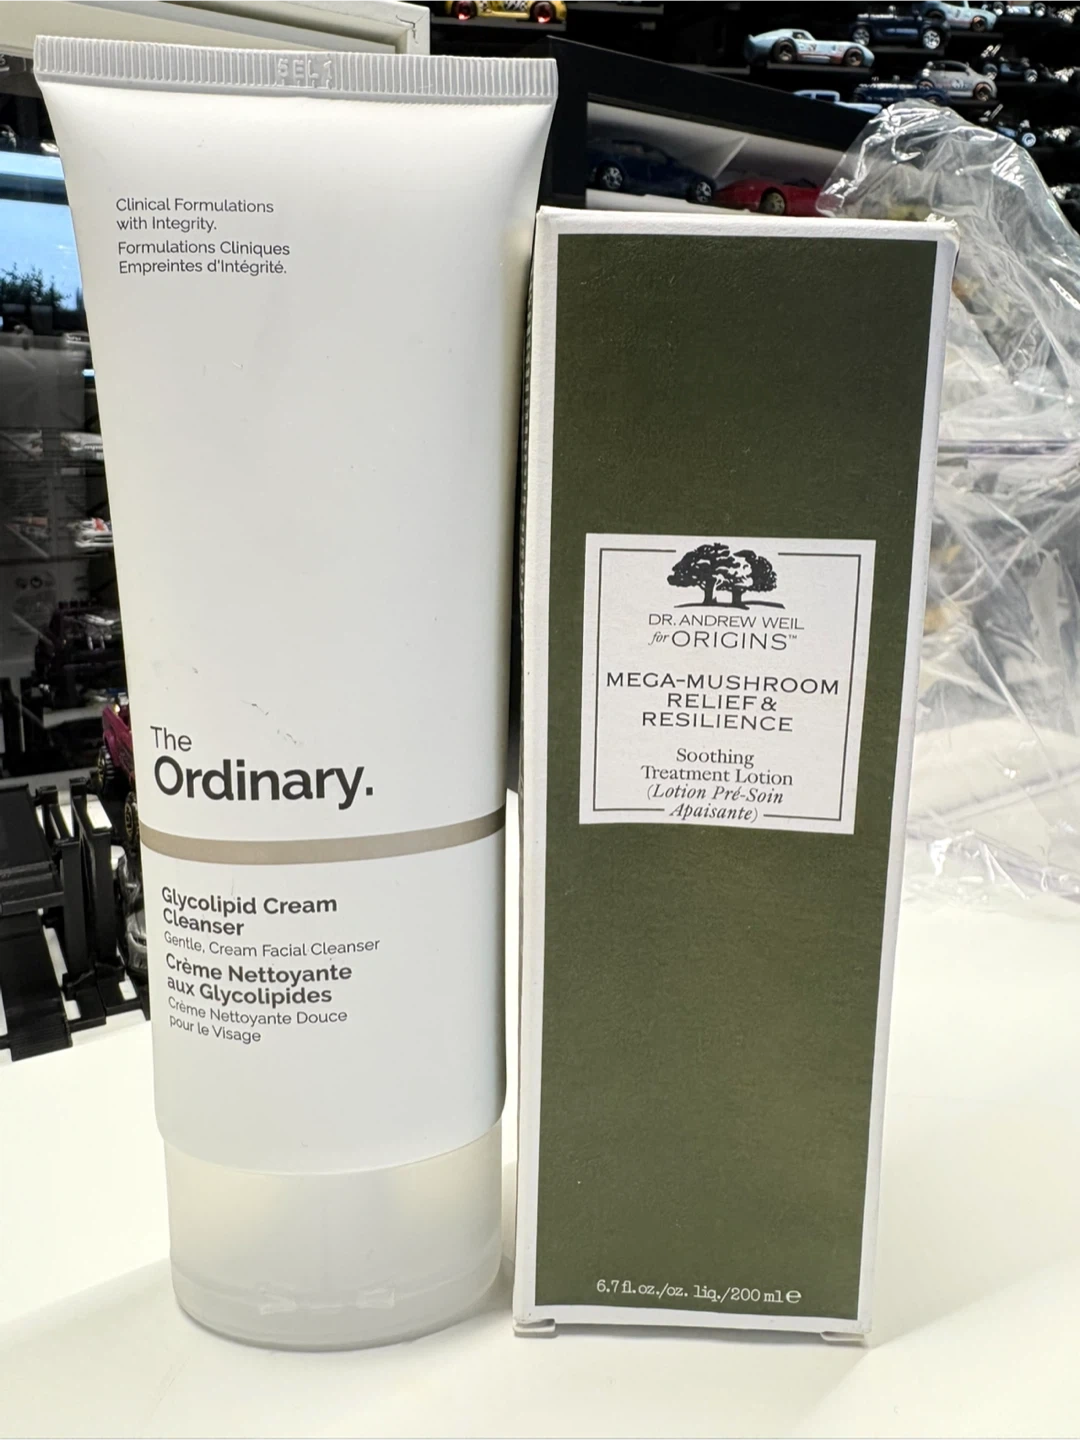 5EL1
Clinical Formulations
with Integrity.
Formulations Cliniques
Empreintes d'Intégrité.
The
Ordinary.
Glycolipid Cream
Cleanser
Gentle, Cream Facial Cleanser
Crème Nettoyante
aux Glycolipides
Crème Nettoyante Douce
pour le Visage
DR. ANDREW WEIL
for ORIGINS™
MEGA-MUSHROOM
RELIEF &
RESILIENCE
Soothing
Treatment Lotion
(Lotion Pré-Soin
Apaisante)
6.7 fl. oz./oz. liq./200 ml e